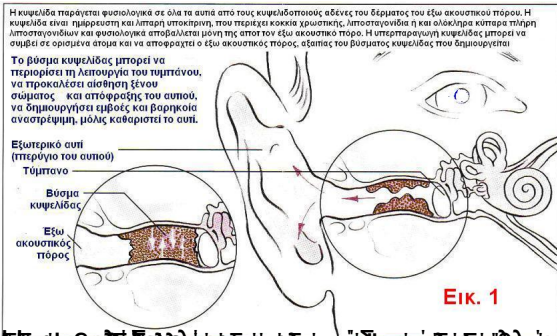 Η κυψελίδα παράγεται φυσιολογικά σε όλα τα αυτιά από τους κυψελιδοποιούς αδένες του δέρματος του έξω ακουστικού πόρου. Η
κυψελίδα είναι ημίρρευστη και λιπαρή υποκίτρινη, που περιέχει κοκκία χρωστικής, λιποσταγονίδια ή και ολόκληρα κύτταρα πλήρη
λιποσταγονιδίων και φυσιολογικά αποβάλλεται μόνη της από τον έξω ακουστικό πόρο. Η υπερπαραγωγή κυψελίδας μπορεί να
συμβεί σε ορισμένα άτομα και να αποφραχτεί ο έξω ακουστικός πόρος, αξαιτίας του βύσματος κυψελίδας που δημιουργείται
Το βύσμα κυψελίδας μπορεί να
περιορίσει τη λειτουργία του τυμπάνου,
να προκαλέσει αίσθηση ξένου
σώματος και απόφραξης του αυτιού,
να δημιουργήσει εμβοές και βαρηκοία
αναστρέψιμη, μόλις καθαριστεί το αυτί.
Εξωτερικό αυτί
(πτερύγιο του αυτιού)
Τύμπανο
Βύσμα
κυψελίδας
Έξω
ακουστικός
πόρος
Εικ. 1